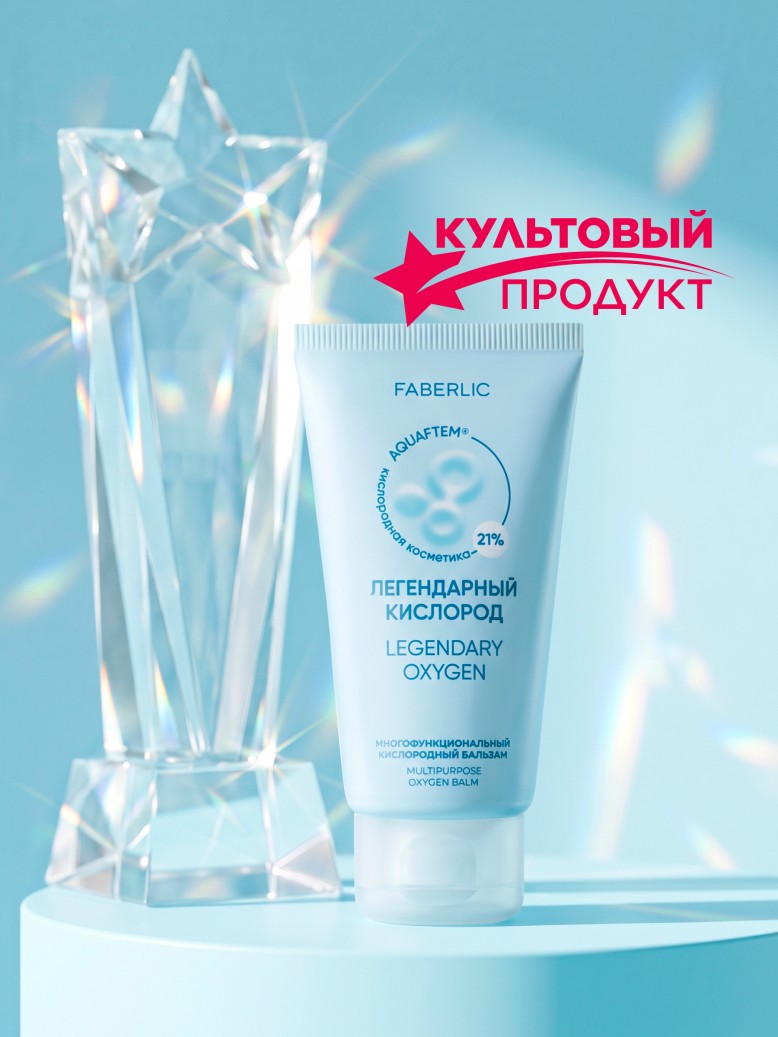 КУЛЬТОВЫЙ
ПРОДУКТ
FABERLIC
AQUAFTEM®
кислородная косметика
21%
ЛЕГЕНДАРНЫЙ
КИСЛОРОД
LEGENDARY
OXYGEN
МНОГОФУНКЦИОНАЛЬНЫЙ
КИСЛОРОДНЫЙ БАЛЬЗАМ
MULTIPURPOSE
OXYGEN BALM